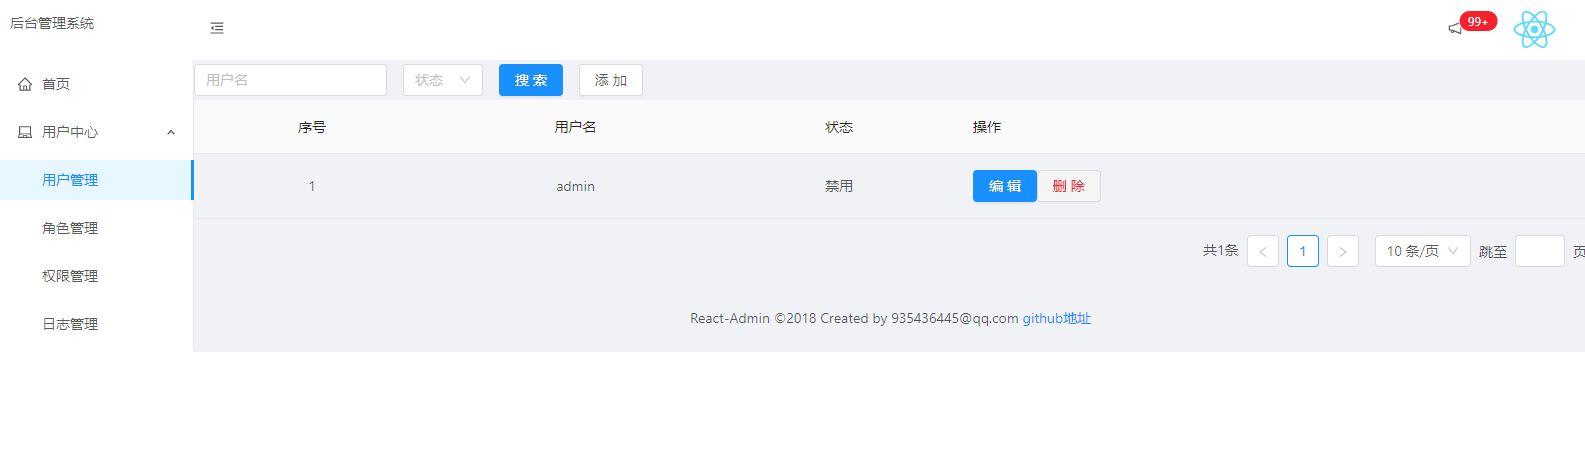 后台管理系统
99+
首页
用户中心
用户管理
角色管理
权限管理
日志管理
用户名 状态 搜 索 添 加
序号 用户名 状态 操作
1 admin 禁用 编 辑 删 除
共1条 1 10 条/页 跳至 页
React-Admin ©2018 Created by 935436445@qq.com github地址